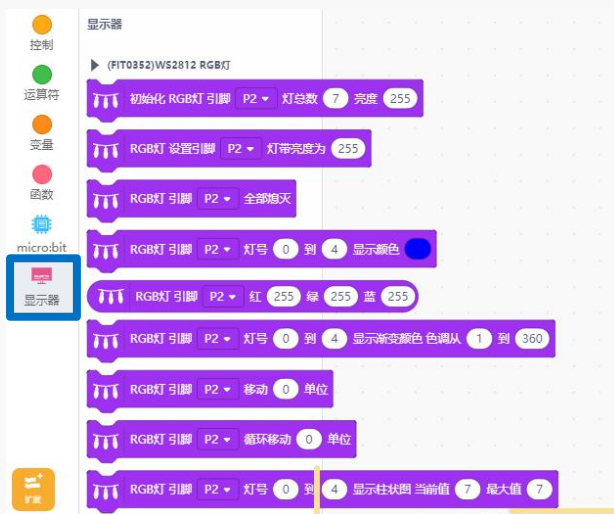 显示器
(FIT0352)WS2812 RGB灯
初始化 RGB灯 引脚 P2 灯总数 7 亮度 255
RGB灯 设置引脚 P2 灯带亮度为 255
RGB灯 引脚 P2 全部熄灭
RGB灯 引脚 P2 灯号 0 到 4 显示颜色
RGB灯 引脚 P2 红 255 绿 255 蓝 255
RGB灯 引脚 P2 灯号 0 到 4 显示渐变颜色 色调从 1 到 360
RGB灯 引脚 P2 移动 0 单位
RGB灯 引脚 P2 循环移动 0 单位
RGB灯 引脚 P2 灯号 0 到 4 显示柱状图 当前值 7 最大值 7
控制
运算符
变量
函数
micro:bit
显示器
扩展